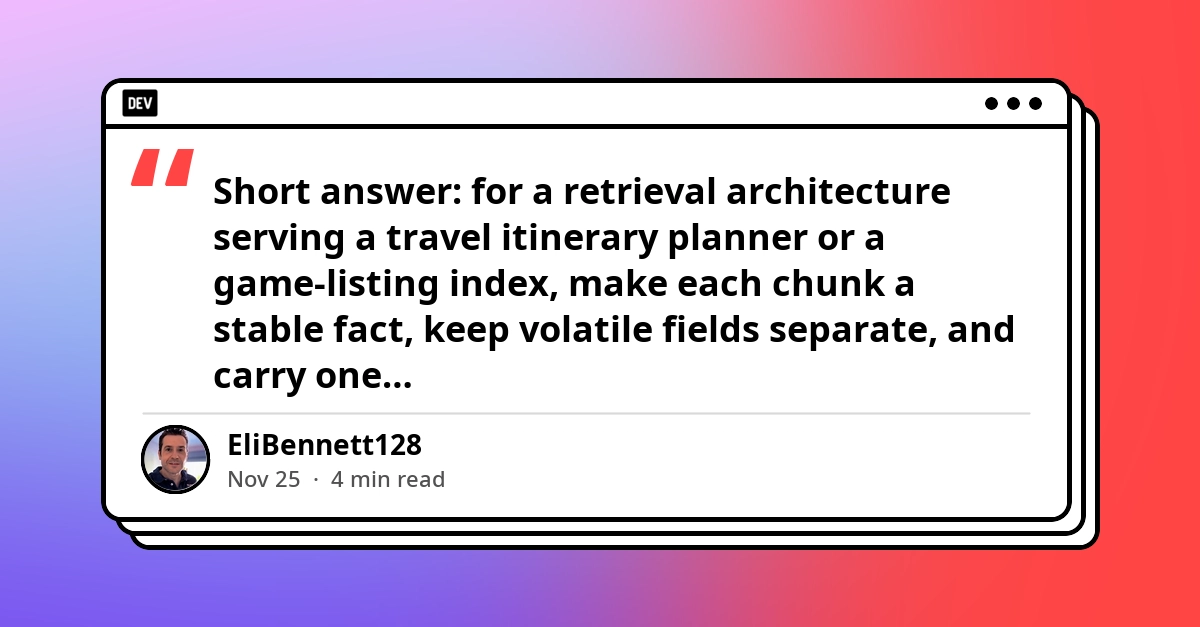 DEV
“
Short answer: for a retrieval architecture
serving a travel itinerary planner or a
game-listing index, make each chunk a
stable fact, keep volatile fields separate, and
carry one...
EliBennett128
Nov 25 · 4 min read